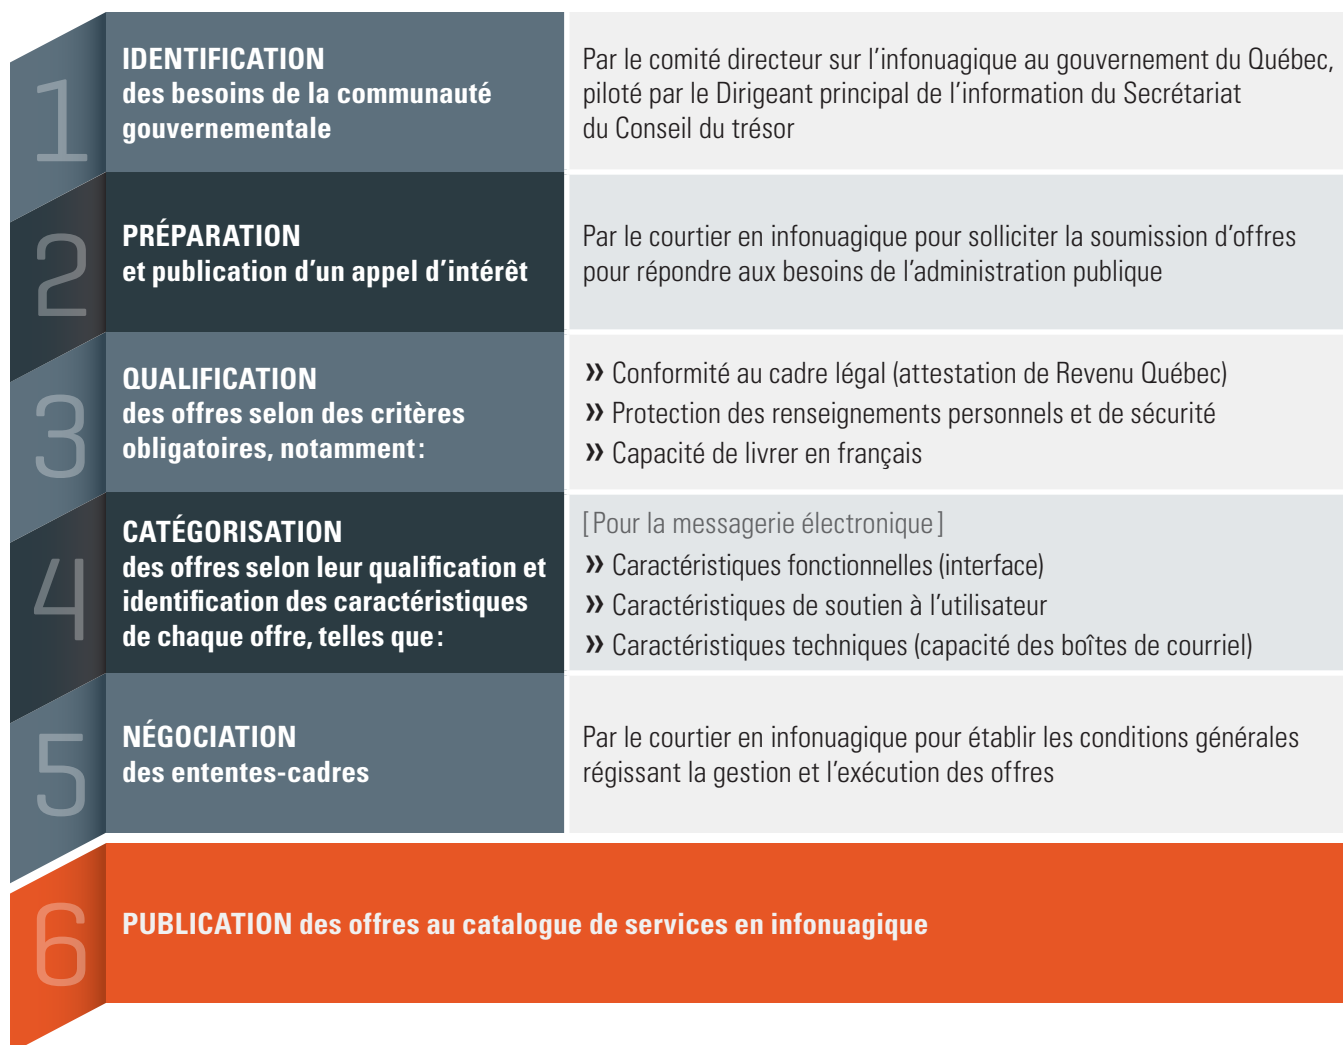 1
IDENTIFICATION
des besoins de la communauté
gouvernementale
Par le comité directeur sur l’infonuagique au gouvernement du Québec,
piloté par le Dirigeant principal de l’information du Secrétariat
du Conseil du trésor
2
PRÉPARATION
et publication d’un appel d’intérêt
Par le courtier en infonuagique pour solliciter la soumission d’offres
pour répondre aux besoins de l’administration publique
3
QUALIFICATION
des offres selon des critères
obligatoires, notamment :
» Conformité au cadre légal (attestation de Revenu Québec)
» Protection des renseignements personnels et de sécurité
» Capacité de livrer en français
4
CATÉGORISATION
des offres selon leur qualification et
identification des caractéristiques
de chaque offre, telles que :
[Pour la messagerie électronique]
» Caractéristiques fonctionnelles (interface)
» Caractéristiques de soutien à l’utilisateur
» Caractéristiques techniques (capacité des boîtes de courriel)
5
NÉGOCIATION
des ententes-cadres
Par le courtier en infonuagique pour établir les conditions générales
régissant la gestion et l’exécution des offres
6
PUBLICATION des offres au catalogue de services en infonuagique